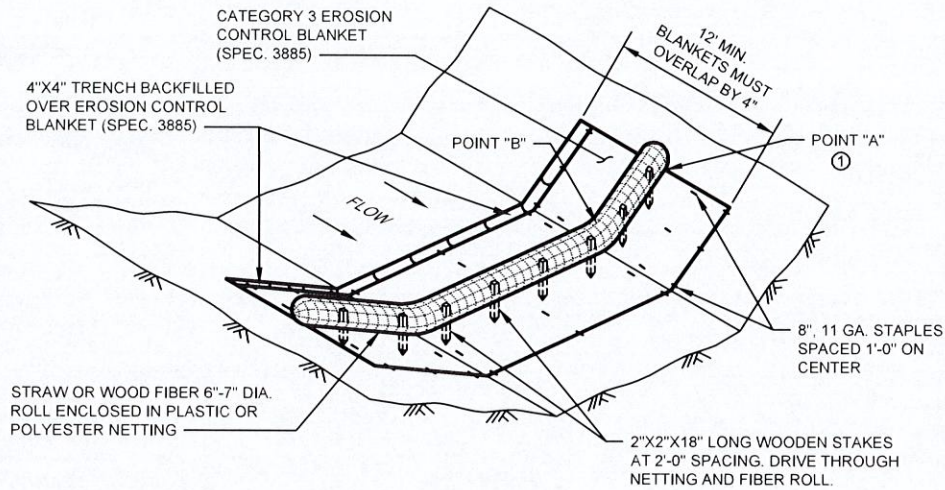 CATEGORY 3 EROSION
CONTROL BLANKET
(SPEC. 3885)
12' MIN.
BLANKETS MUST
OVERLAP BY 4"
4"X4" TRENCH BACKFILLED
OVER EROSION CONTROL
BLANKET (SPEC. 3885)
POINT "B"
POINT "A"
①
FLOW
8", 11 GA. STAPLES
SPACED 1'-0" ON
CENTER
STRAW OR WOOD FIBER 6"-7" DIA.
ROLL ENCLOSED IN PLASTIC OR
POLYESTER NETTING
2"X2"X18" LONG WOODEN STAKES
AT 2'-0" SPACING. DRIVE THROUGH
NETTING AND FIBER ROLL.